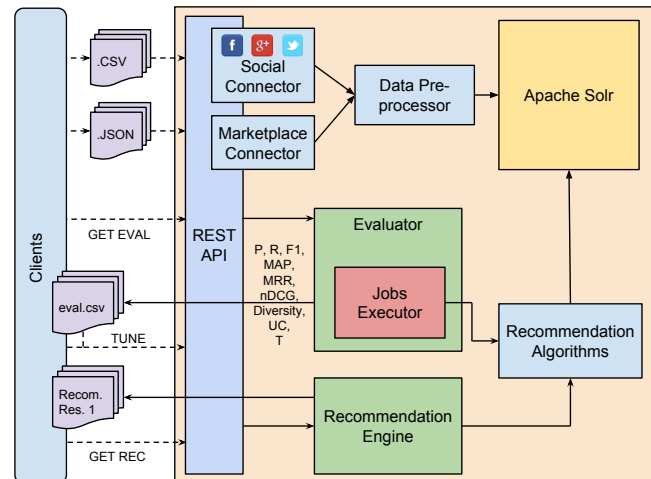 .CSV
f g+
Social
Connector
Data Pre-
processor
Apache Solr
.JSON
Marketplace
Connector
Clients
GET EVAL
REST
API
Evaluator
P, R, F1,
MAP,
MRR,
nDCG,
Diversity,
UC,
T
Jobs
Executor
eval.csv
TUNE
Recommendation
Algorithms
Recom.
Res. 1
Recommendation
Engine
GET REC